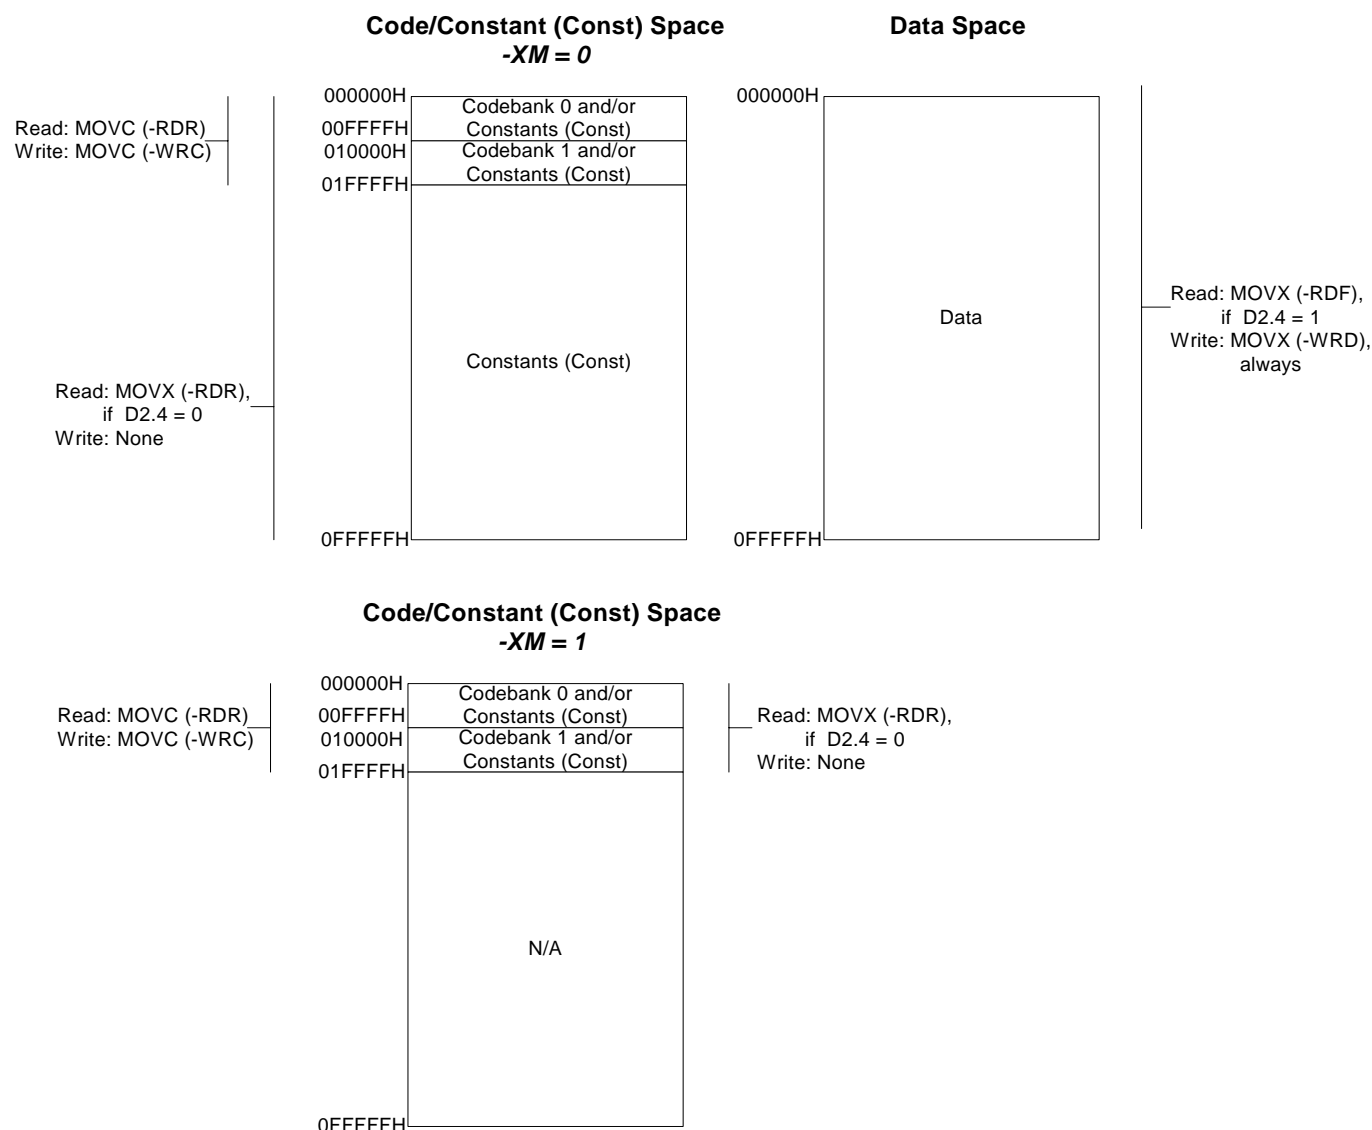 Code/Constant (Const) Space
-XM = 0
Data Space
000000H
Codebank 0 and/or
Constants (Const)
00FFFFH
010000H
Codebank 1 and/or
Constants (Const)
01FFFFH
Read: MOVC (-RDR)
Write: MOVC (-WRC)
Constants (Const)
Read: MOVX (-RDR),
if D2.4 = 0
Write: None
0FFFFFH
000000H
Data
0FFFFFH
Read: MOVX (-RDF),
if D2.4 = 1
Write: MOVX (-WRD),
always
Code/Constant (Const) Space
-XM = 1
000000H
Codebank 0 and/or
Constants (Const)
00FFFFH
010000H
Codebank 1 and/or
Constants (Const)
01FFFFH
Read: MOVC (-RDR)
Write: MOVC (-WRC)
Read: MOVX (-RDR),
if D2.4 = 0
Write: None
N/A
0FFFFFH